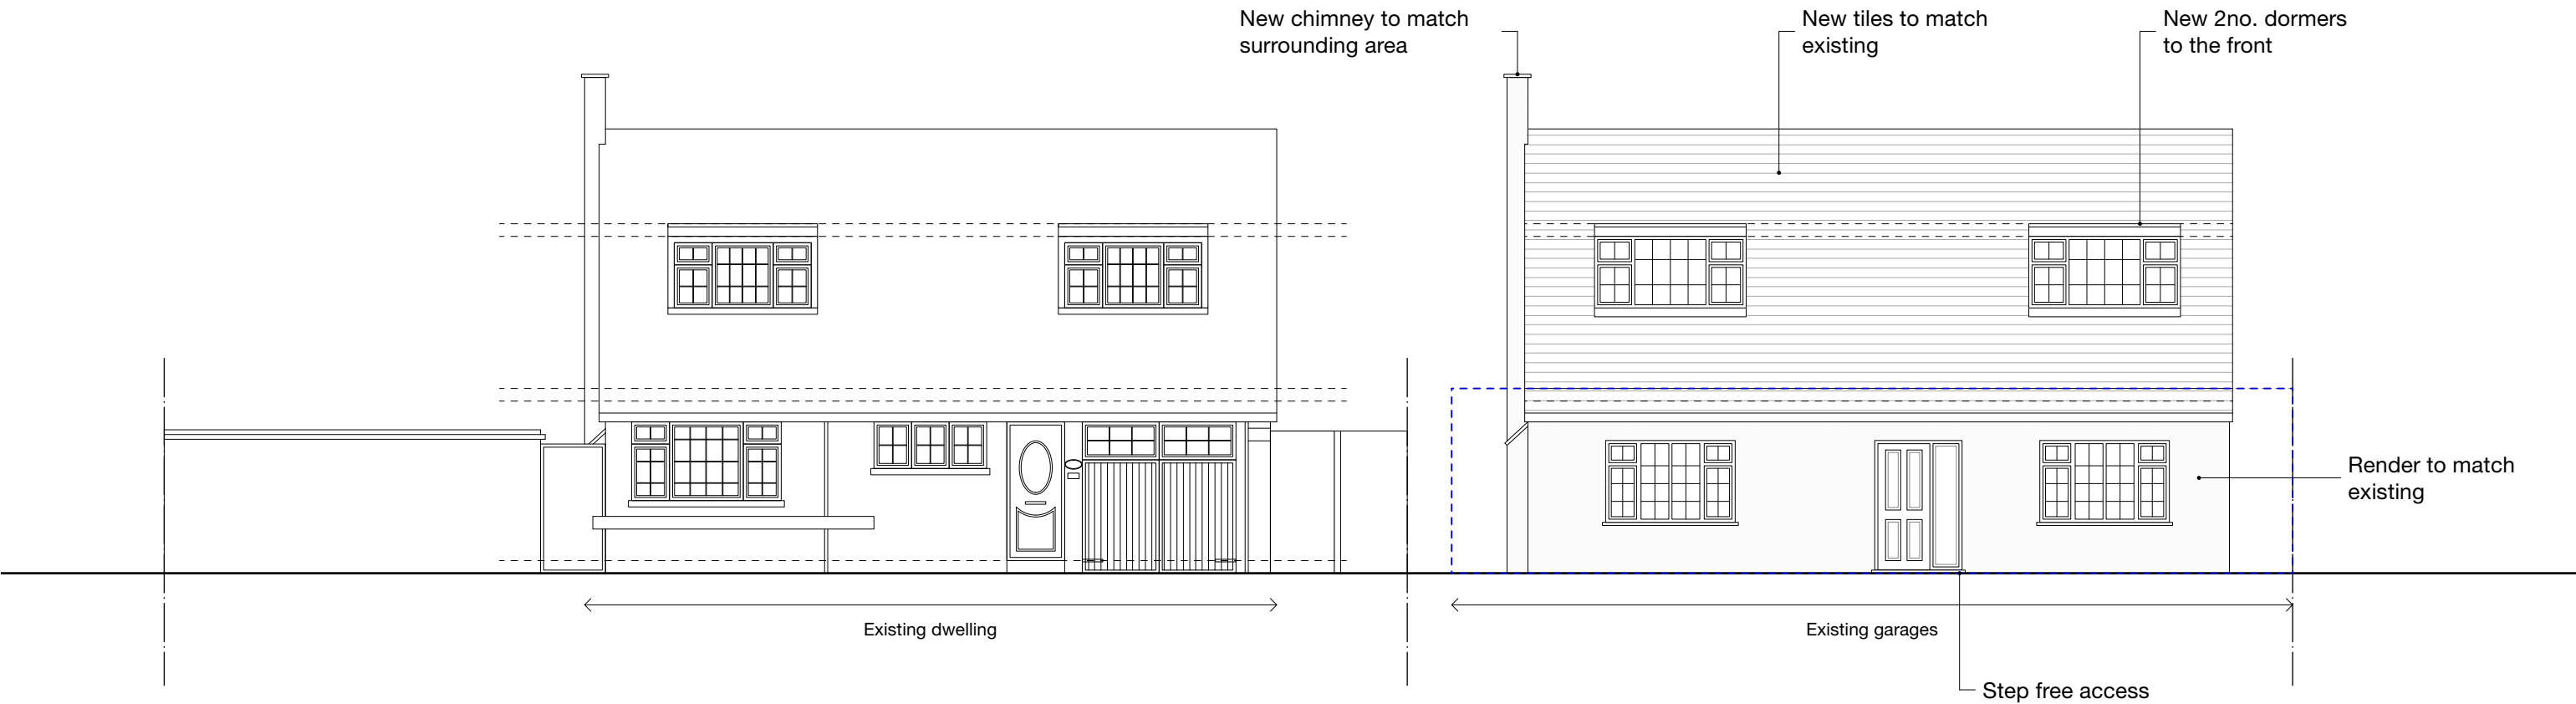 New chimney to match
surrounding area
New tiles to match
existing
New 2no. dormers
to the front
Render to match
existing
Existing dwelling
Existing garages
Step free access